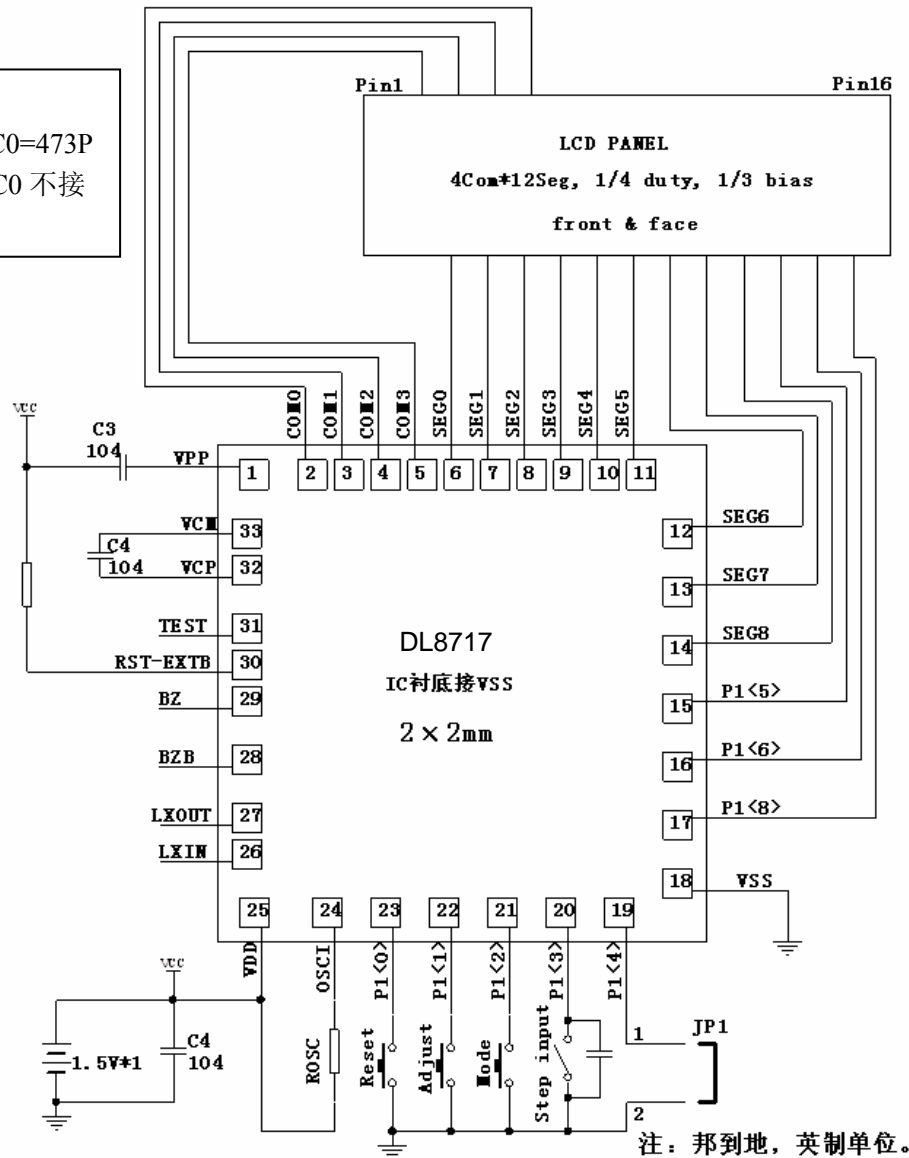 C0=473P
C0 不接
Pin1
Pin16
LCD PANEL
4Com*12Seg, 1/4 duty, 1/3 bias
front & face
COM0
COM1
COM2
COM3
SEG0
SEG1
SEG2
SEG3
SEG4
SEG5
VCC
C3
104
VPP
1
2
3
4
5
6
7
8
9
10
11
VCM
33
C4
104
VCP
32
TEST
31
RST-EXTB
30
BZ
29
BZB
28
LXOUT
27
LXIN
26
DL8717
IC衬底接VSS
2×2mm
12
SEG6
13
SEG7
14
SEG8
15
P1<5>
16
P1<6>
17
P1<8>
18
VSS
25
24
23
22
21
20
19
VDD
OSCI
P1<0>
P1<1>
P1<2>
P1<3>
P1<4>
VCC
1.5V*1
C4
104
ROSC
Reset
Adjust
Mode
Step input
1
2
JP1
注：邦到地，英制单位。